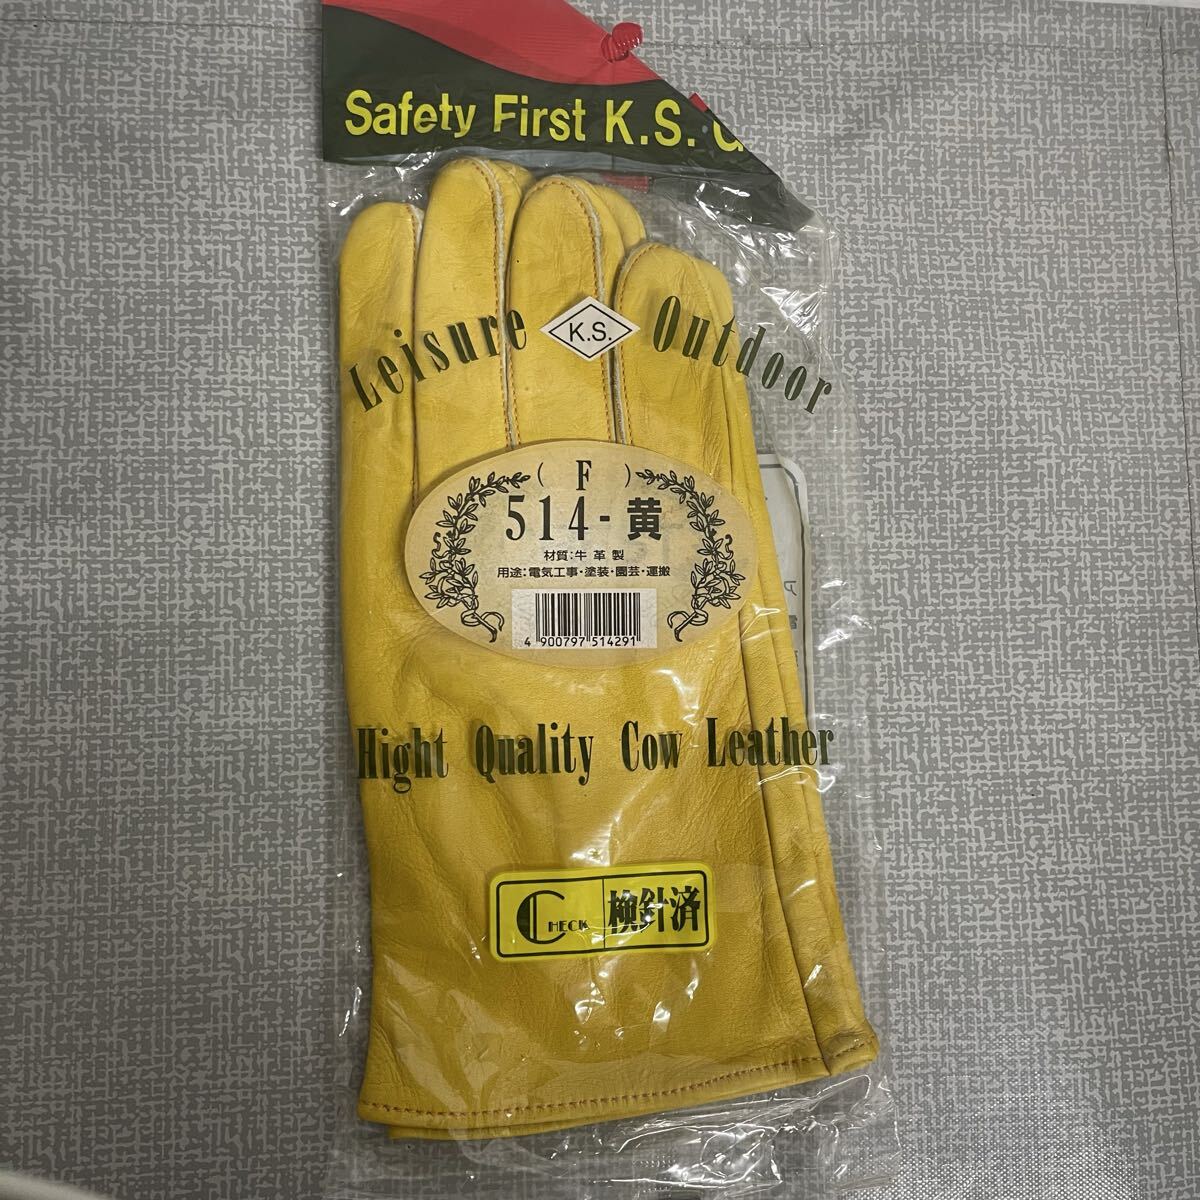 Safety First K.S.
Leisure K.S. Outdoor
( F )
514-黄
材質:牛革製
用途:電気工事・塗装・園芸・運搬
4 900797 514291
Hight Quality Cow Leather
CHECK 検針済